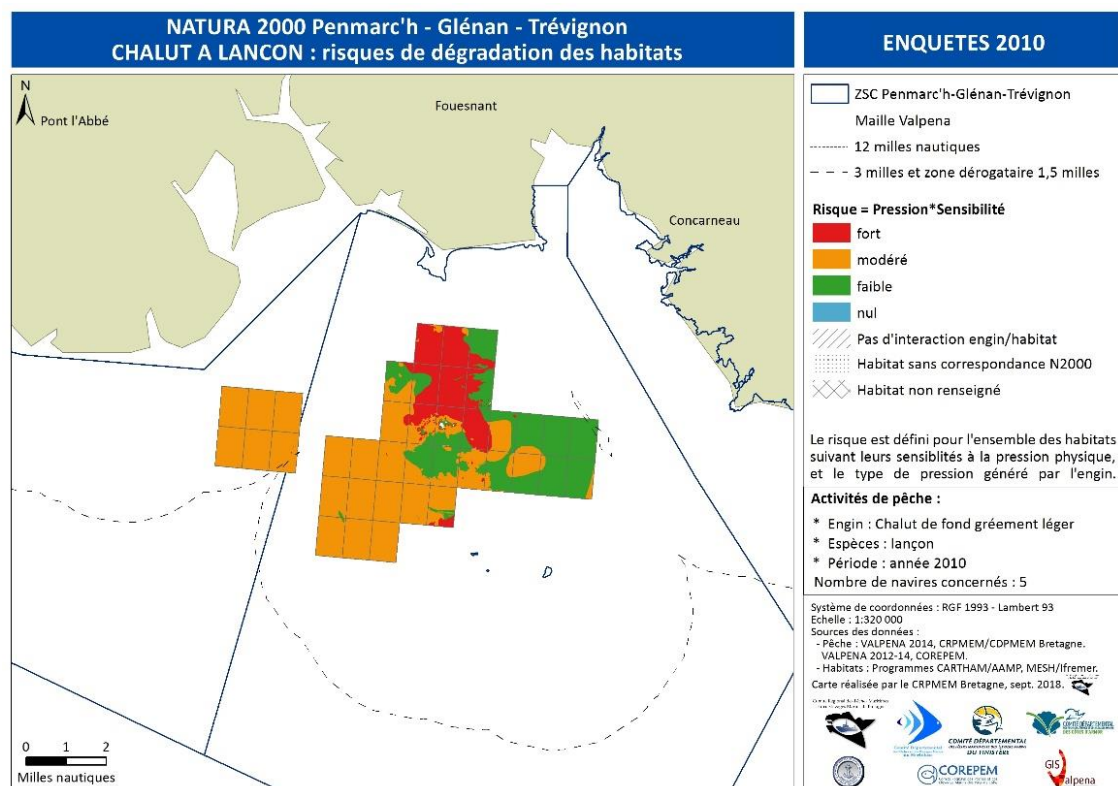 NATURA 2000 Penmarc'h - Glénan - Trévignon
CHALUT A LANCON : risques de dégradation des habitats
ENQUETES 2010
N
Pont l'Abbé
Fouesnant
Concarneau
0 1 2
Milles nautiques
ZSC Penmarc'h-Glénan-Trévignon
Maille Valpena
12 milles nautiques
3 milles et zone dérogataire 1,5 milles
Risque = Pression*Sensibilité
fort
modéré
faible
nul
Pas d'interaction engin/habitat
Habitat sans correspondance N2000
Habitat non renseigné
Le risque est défini pour l'ensemble des habitats
suivant leurs sensiblités à la pression physique,
et le type de pression généré par l'engin.
Activités de pêche :
* Engin : Chalut de fond gréement léger
* Espèces : lançon
* Période : année 2010
Nombre de navires concernés : 5
Système de coordonnées : RGF 1993 - Lambert 93
Echelle : 1:320 000
Sources des données :
- Pêche : VALPENA 2014, CRPMEM/CDPMEM Bretagne.
VALPENA 2012-14, COREPEM.
- Habitats : Programmes CARTHAM/AAMP, MESH/Ifremer.
Carte réalisée par le CRPMEM Bretagne, sept. 2018.
COMITÉ DÉPARTEMENTAL
DU FINISTÈRE
COREPEM
GIS
Valpena